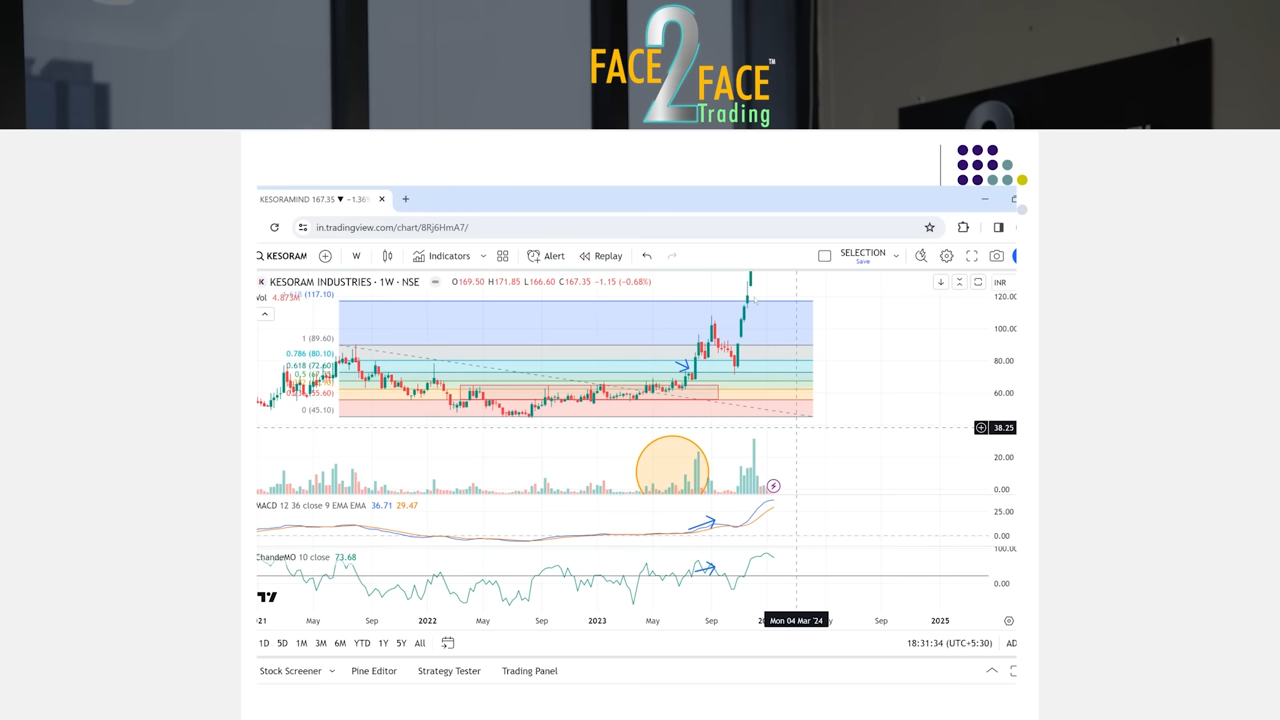 FACE 2 FACE ™
Trading
KESORAMIND 167.35 ▼ −1.36%
in.tradingview.com/chart/8Rj6HmA7/
KESORAM W Indicators Alert Replay SELECTION
Save
KESORAM INDUSTRIES · 1W · NSE O169.50 H171.85 L166.60 C167.35 −1.15 (−0.68%) INR
Vol 4.873M
(117.10)
120.00
100.00
1 (89.60)
0.786 (80.10)
80.00
0.618 (72.60)
60.00
0 (45.10)
38.25
20.00
0.00
MACD 12 36 close 9 EMA EMA 36.71 29.47
25.00
0.00
100.00
ChandeMO 10 close 73.68
0.00
May Sep 2022 May Sep 2023 May Sep Mon 04 Mar '24 Sep 2025
1D 5D 1M 3M 6M YTD 1Y 5Y All 18:31:34 (UTC+5:30)
Stock Screener Pine Editor Strategy Tester Trading Panel